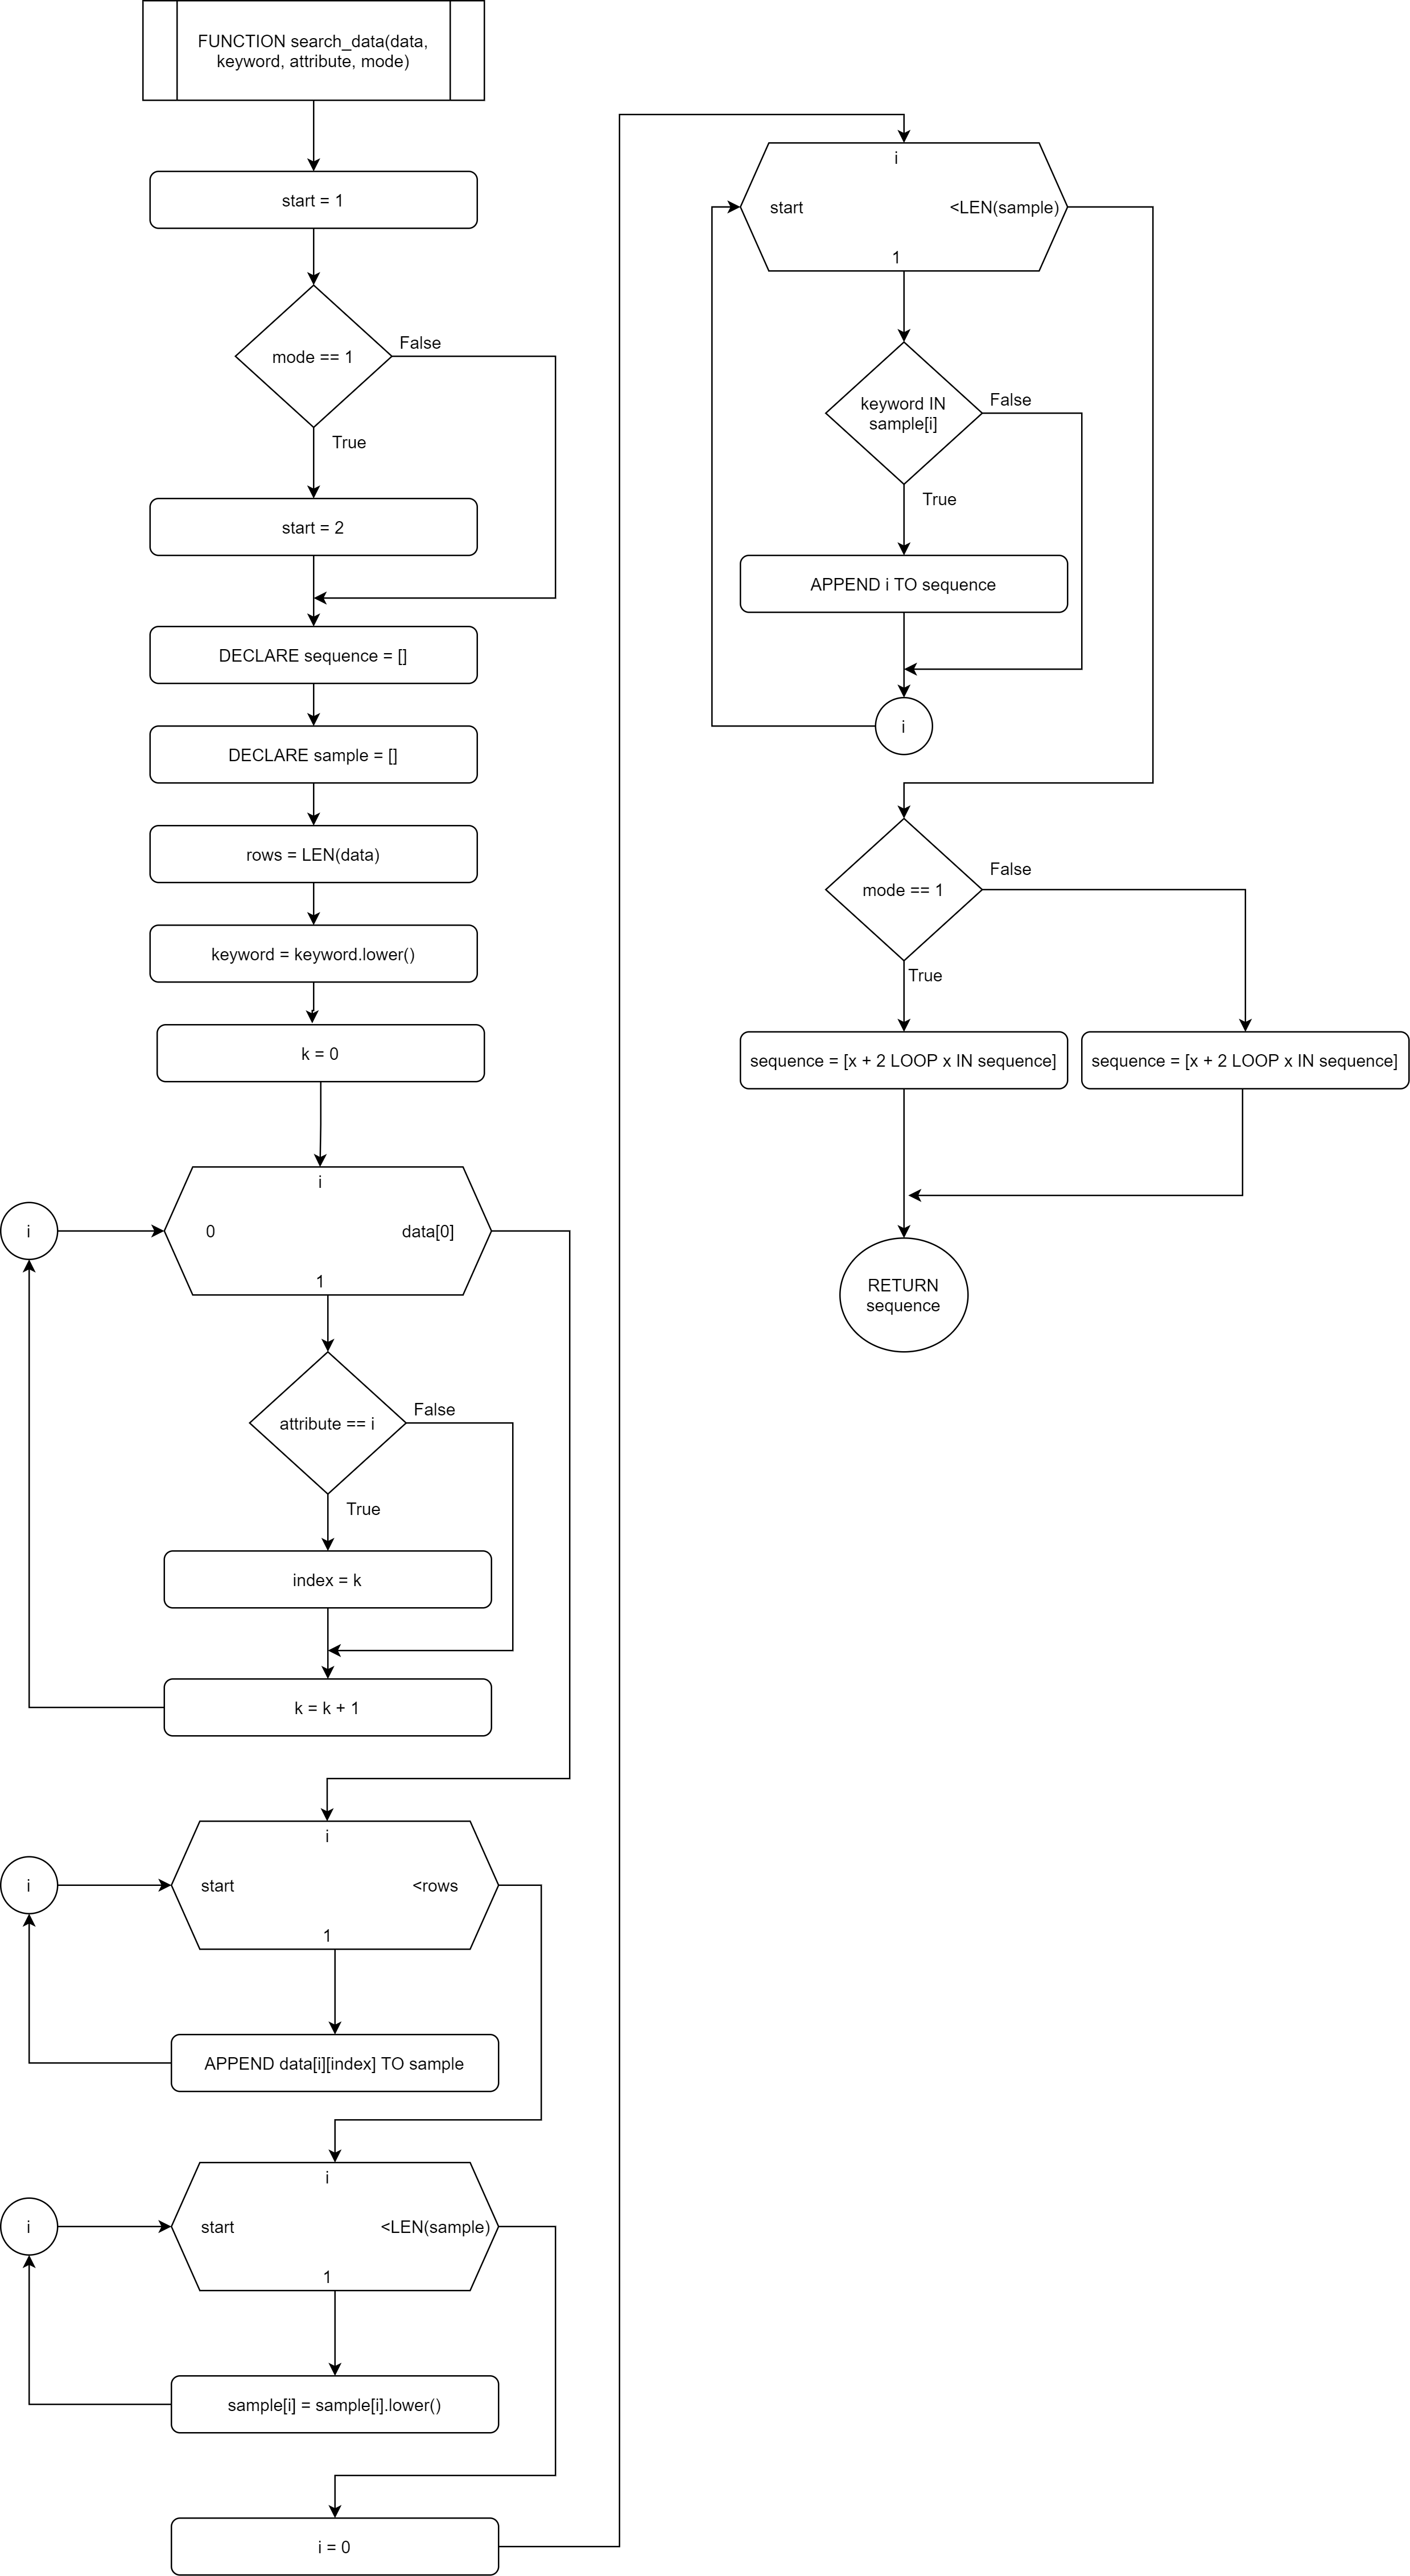 FUNCTION search_data(data,
keyword, attribute, mode)
start = 1
mode == 1
False
True
start = 2
DECLARE sequence = []
DECLARE sample = []
rows = LEN(data)
keyword = keyword.lower()
k = 0
i
i
0
data[0]
1
attribute == i
False
True
index = k
k = k + 1
i
i
start
<rows
1
APPEND data[i][index] TO sample
i
i
start
<LEN(sample)
1
sample[i] = sample[i].lower()
i = 0
i
start
<LEN(sample)
1
keyword IN
sample[i]
False
True
APPEND i TO sequence
i
mode == 1
False
True
sequence = [x + 2 LOOP x IN sequence]
sequence = [x + 2 LOOP x IN sequence]
RETURN
sequence